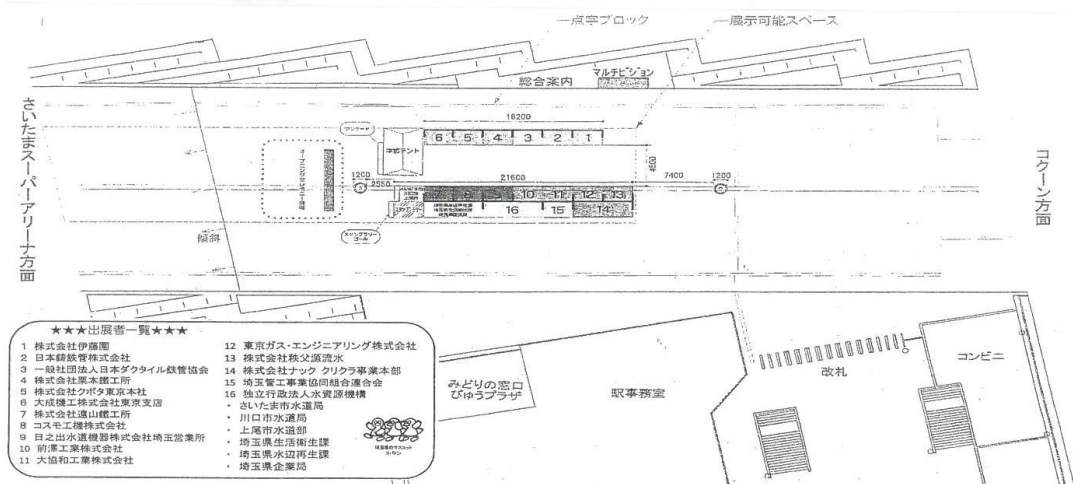 点字ブロック
展示可能スペース
マルチビジョン
総合案内
さいたまスーパーアリーナ方面
コクーン方面
16200
6 5 4 3 2 1
4500
1200
2550
21600
7400
1200
7 8 9 10 11 12 13
16 15 14
傾斜
★★★出展者一覧★★★
1 株式会社伊藤園
2 日本鋳鉄管株式会社
3 一般社団法人日本ダクタイル鉄管協会
4 株式会社栗本鐵工所
5 株式会社クボタ東京本社
6 大成機工株式会社東京支店
7 株式会社遠山鐵工所
8 コスモ工機株式会社
9 日之出水道機器株式会社埼玉営業所
10 前澤工業株式会社
11 大協和工業株式会社
12 東京ガス・エンジニアリング株式会社
13 株式会社秩父源流水
14 株式会社ナック クリクラ事業本部
15 埼玉管工事業協同組合連合会
16 独立行政法人水資源機構
・ さいたま市水道局
・ 川口市水道局
・ 上尾市水道部
・ 埼玉県生活衛生課
・ 埼玉県水辺再生課
・ 埼玉県企業局
埼玉県のマスコット
コバトン
みどりの窓口
びゅうプラザ
駅事務室
改札
コンビニ